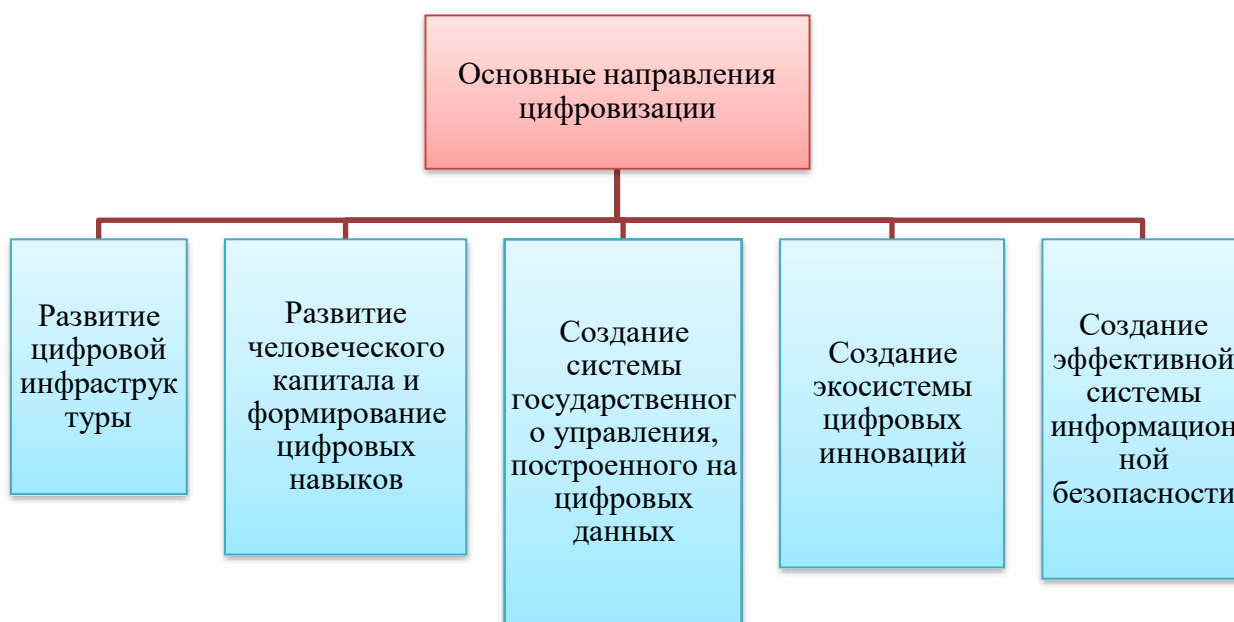 Основные направления
цифровизации
Развитие
цифровой
инфраструк
туры
Развитие
человеческого
капитала и
формирование
цифровых
навыков
Создание
системы
государственног
о управления,
построенного на
цифровых
данных
Создание
экосистемы
цифровых
инноваций
Создание
эффективной
системы
информацион
ной
безопасности